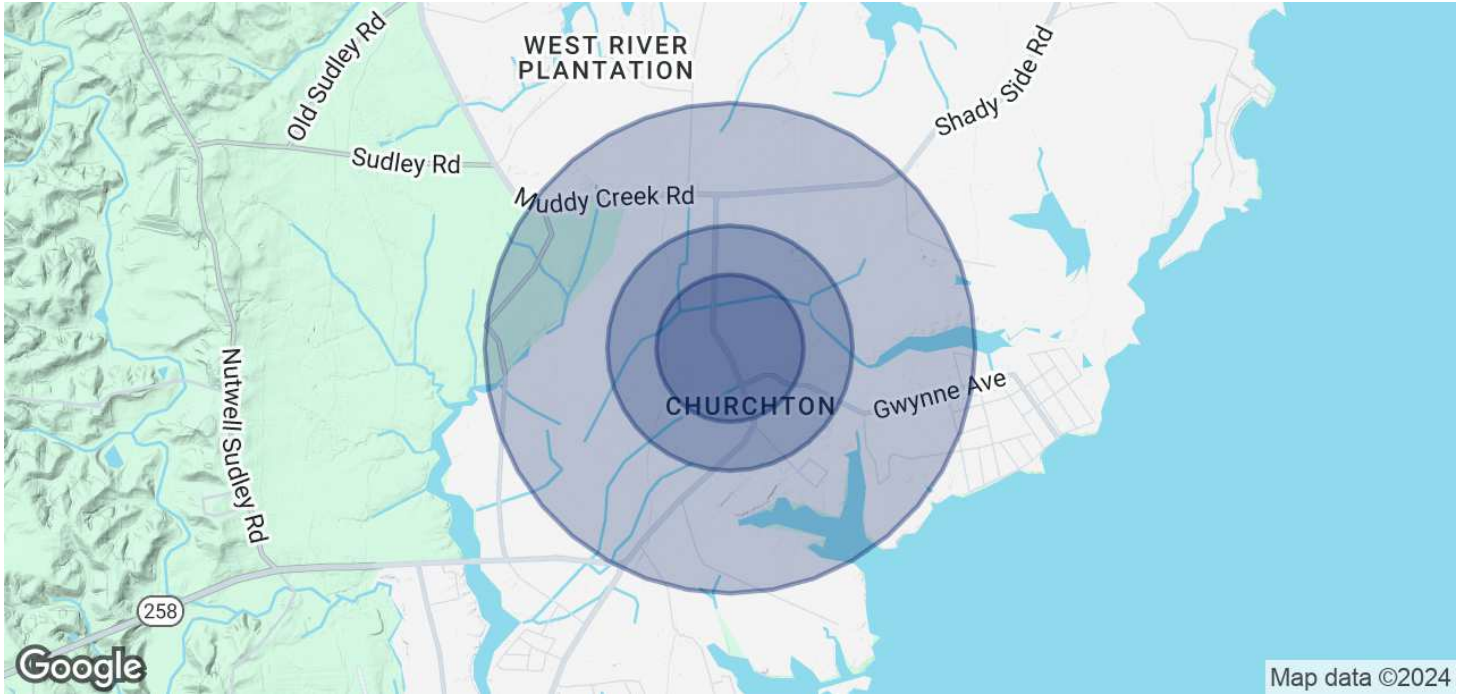 Old Sudley Rd
WEST RIVER
PLANTATION
Shady Side Rd
Sudley Rd
Muddy Creek Rd
Nutwell Sudley Rd
Gwynne Ave
CHURCHTON
258
Google
Map data ©2024